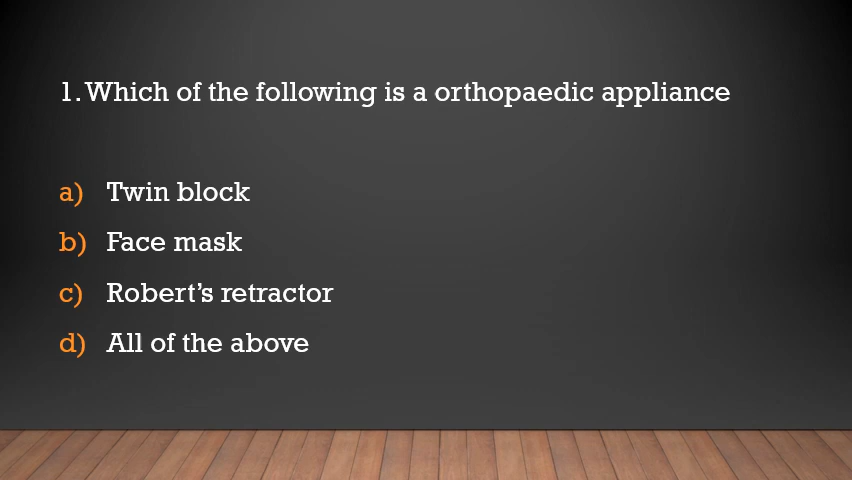 1. Which of the following is a orthopaedic appliance
a) Twin block
b) Face mask
c) Robert’s retractor
d) All of the above